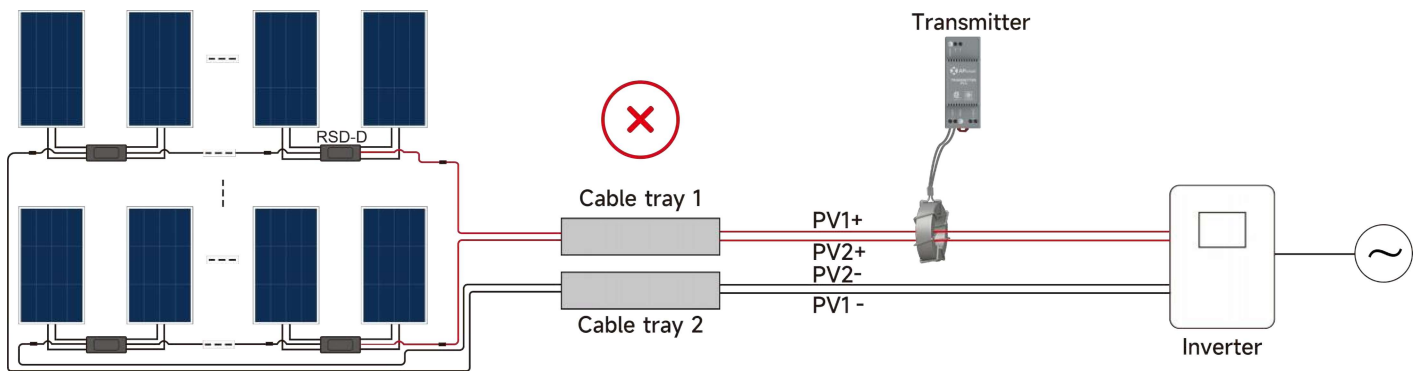 Transmitter
RSD-D
Cable tray 1
PV1+
PV2+
PV2-
PV1 -
Cable tray 2
Inverter